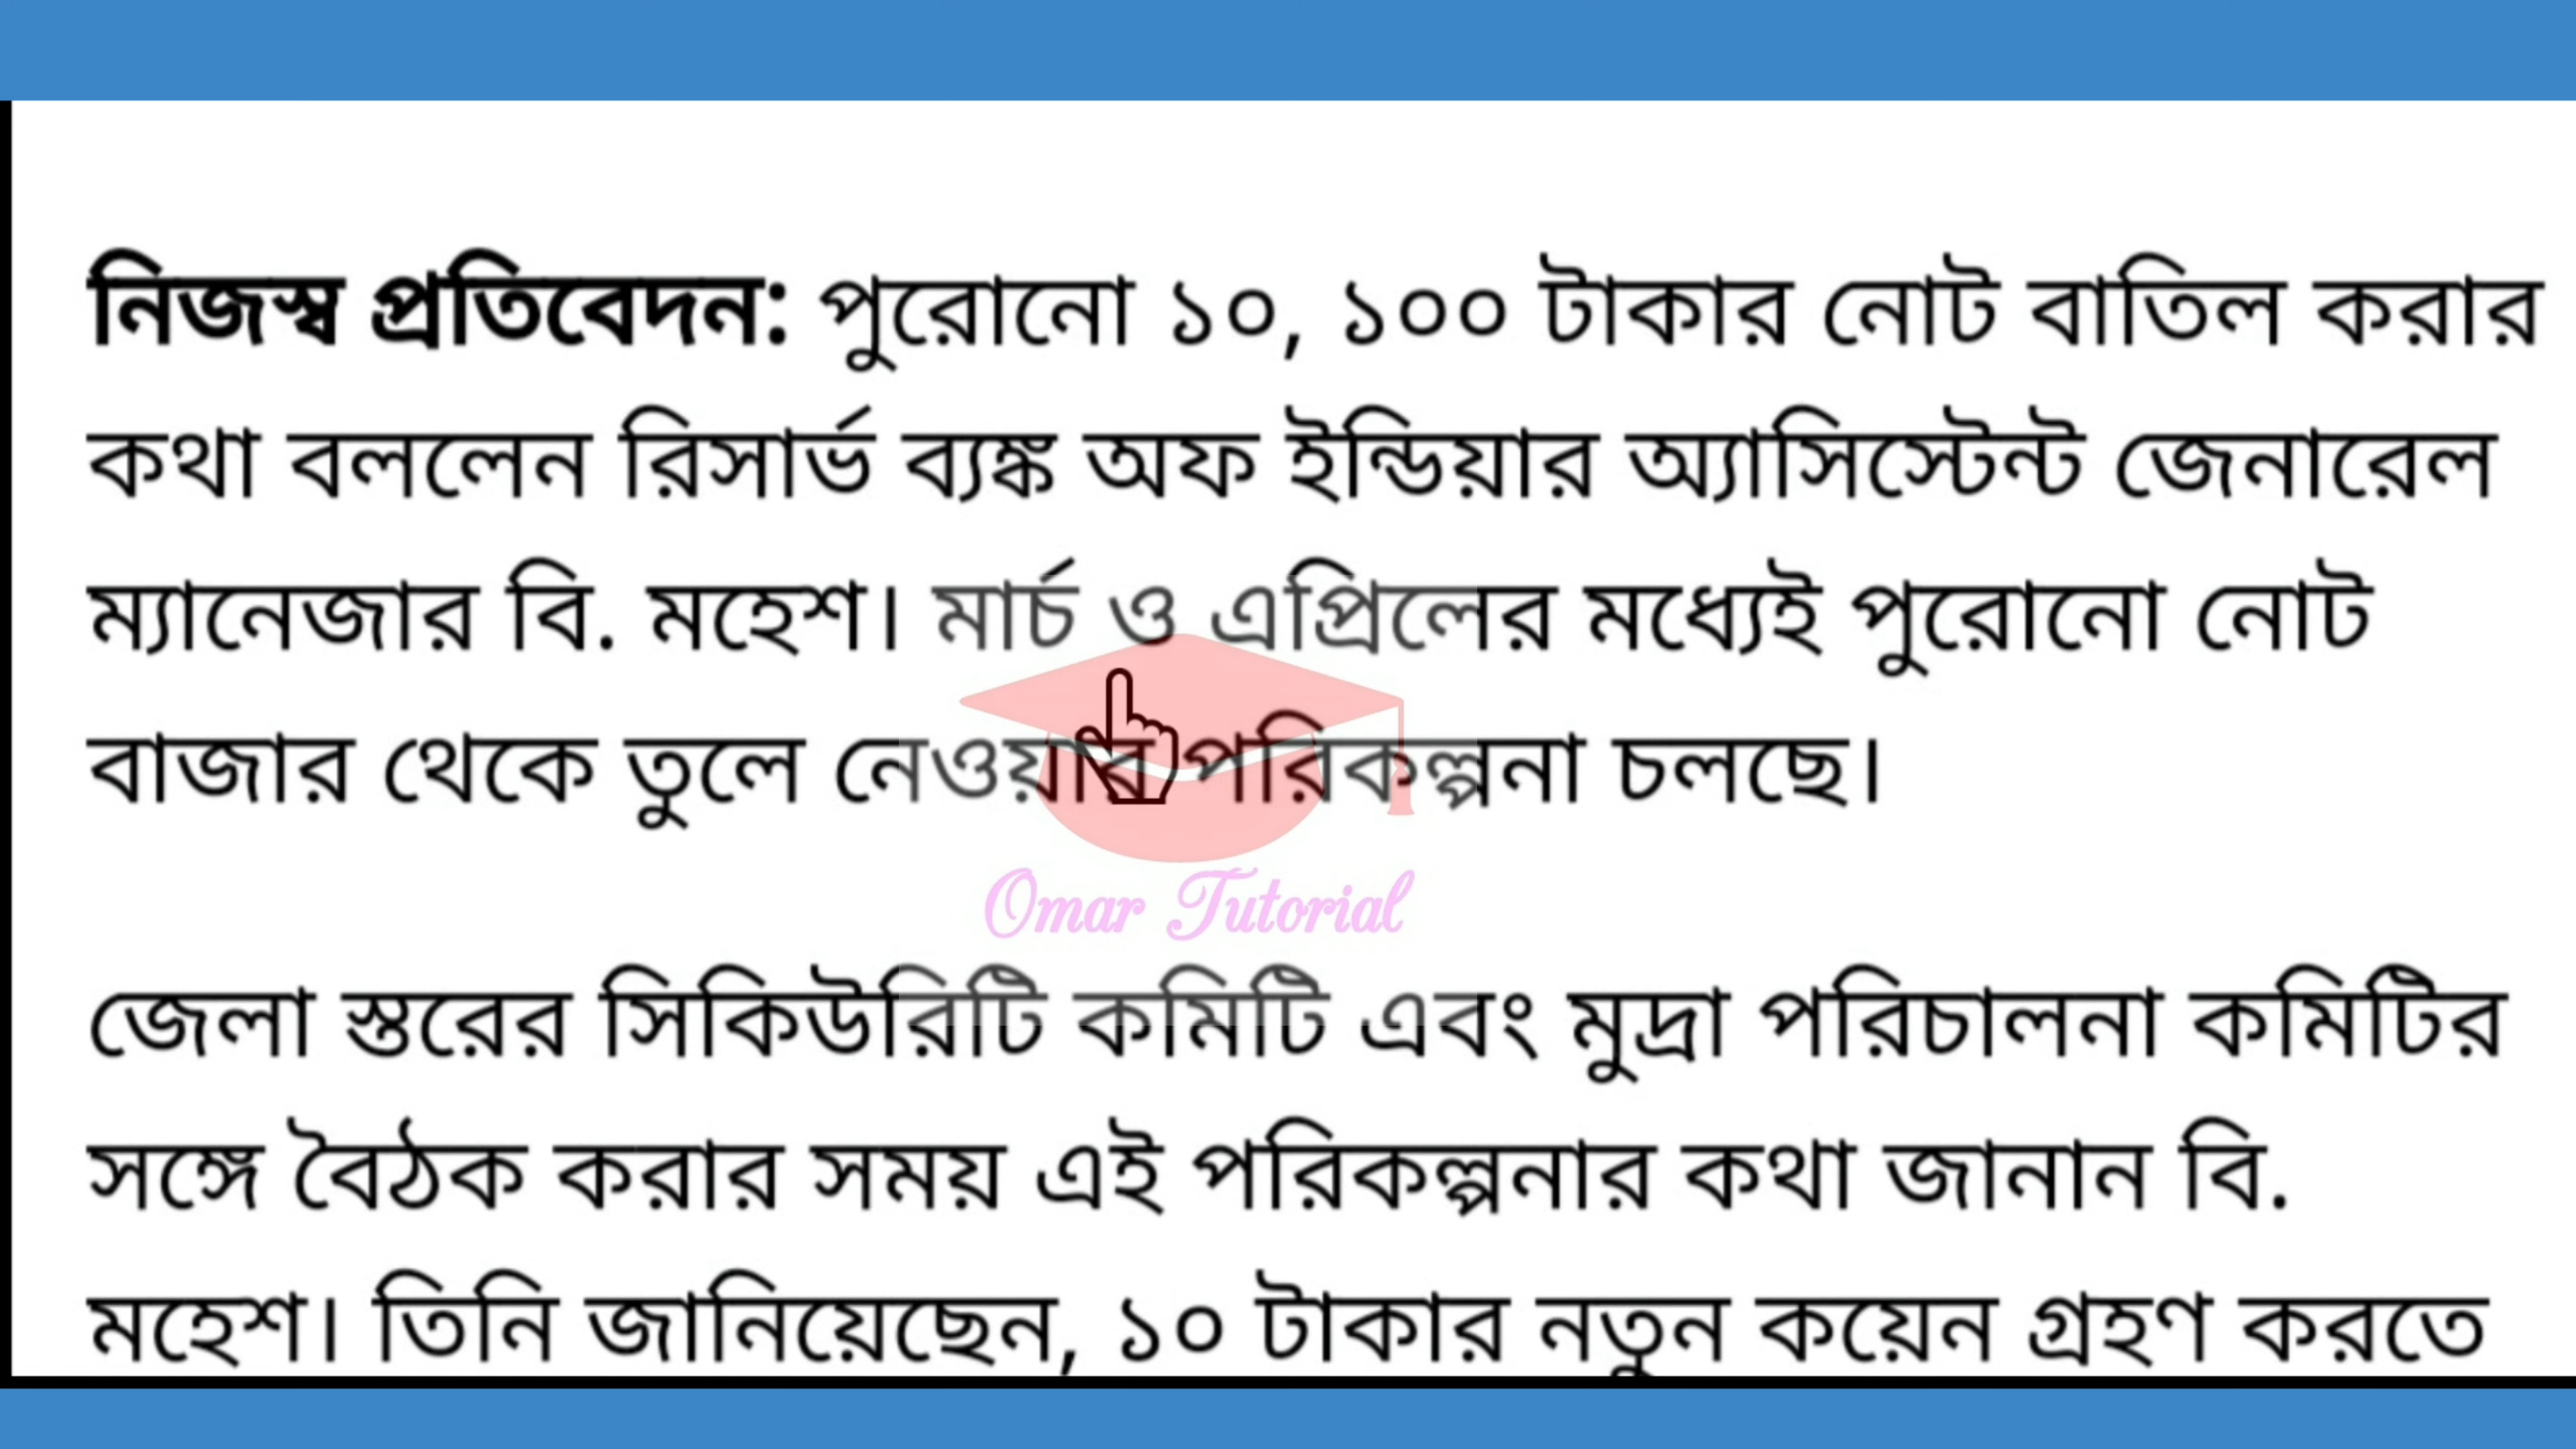 নিজস্ব প্রতিবেদন: পুরোনো ১০, ১০০ টাকার নোট বাতিল করার
কথা বললেন রিসার্ভ ব্যঙ্ক অফ ইন্ডিয়ার অ্যাসিস্টেন্ট জেনারেল
ম্যানেজার বি. মহেশ। মার্চ ও এপ্রিলের মধ্যেই পুরোনো নোট
বাজার থেকে তুলে নেওয়ার পরিকল্পনা চলছে।
Omar Tutorial
জেলা স্তরের সিকিউরিটি কমিটি এবং মুদ্রা পরিচালনা কমিটির
সঙ্গে বৈঠক করার সময় এই পরিকল্পনার কথা জানান বি.
মহেশ। তিনি জানিয়েছেন, ১০ টাকার নতুন কয়েন গ্রহণ করতে